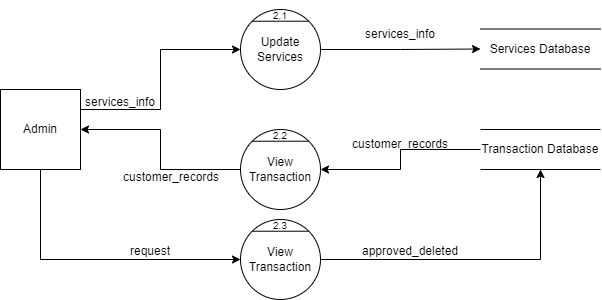 2.1
Update
Services
services_info
Services Database
services_info
Admin
2.2
View
Transaction
customer_records
Transaction Database
customer_records
2.3
View
Transaction
request
approved_deleted